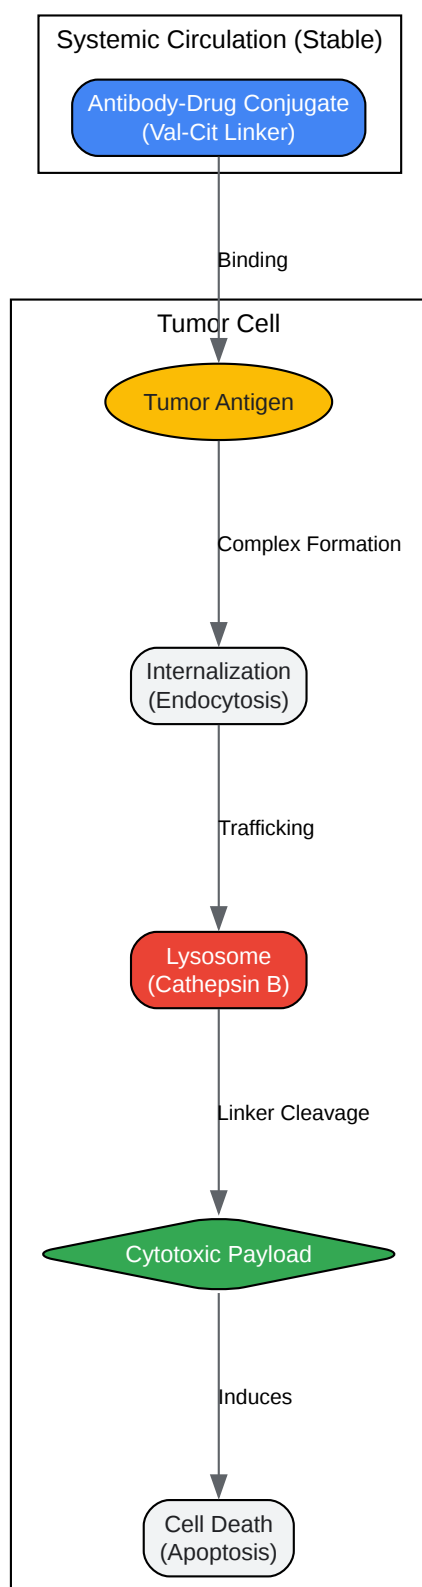 Systemic Circulation (Stable)
Antibody-Drug Conjugate
(Val-Cit Linker)
Binding
Tumor Cell
Tumor Antigen
Complex Formation
Internalization
(Endocytosis)
Trafficking
Lysosome
(Cathepsin B)
Linker Cleavage
Cytotoxic Payload
Induces
Cell Death
(Apoptosis)